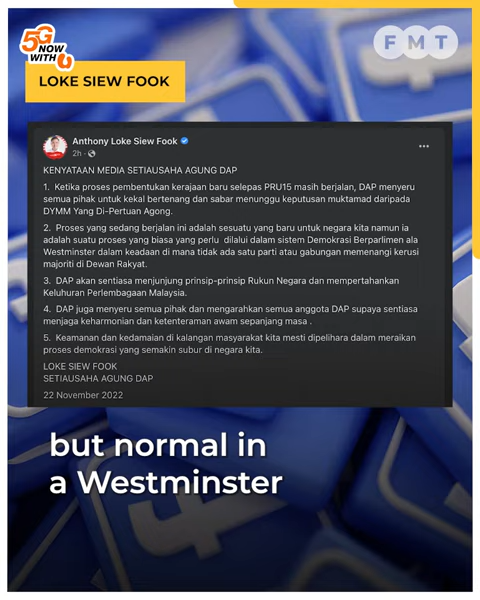 5G
NOW
WITH
FMT
LOKE SIEW FOOK
Anthony Loke Siew Fook
2h
KENYATAAN MEDIA SETIAUSAHA AGUNG DAP
1. Ketika proses pembentukan kerajaan baru selepas PRU15 masih berjalan, DAP menyeru
semua pihak untuk kekal bertenang dan sabar menunggu keputusan muktamad daripada
DYMM Yang Di-Pertuan Agong.
2. Proses yang sedang berjalan ini adalah sesuatu yang baru untuk negara kita namun ia
adalah suatu proses yang biasa yang perlu dilalui dalam sistem Demokrasi Berparlimen ala
Westminster dalam keadaan di mana tidak ada satu parti atau gabungan memenangi kerusi
majoriti di Dewan Rakyat.
3. DAP akan sentiasa menjunjung prinsip-prinsip Rukun Negara dan mempertahankan
Keluhuran Perlembagaan Malaysia.
4. DAP juga menyeru semua pihak dan mengarahkan semua anggota DAP supaya sentiasa
menjaga keharmonian dan ketenteraman awam sepanjang masa .
5. Keamanan dan kedamaian di kalangan masyarakat kita mesti dipelihara dalam meraikan
proses demokrasi yang semakin subur di negara kita.
LOKE SIEW FOOK
SETIAUSAHA AGUNG DAP
22 November 2022
but normal in
a Westminster